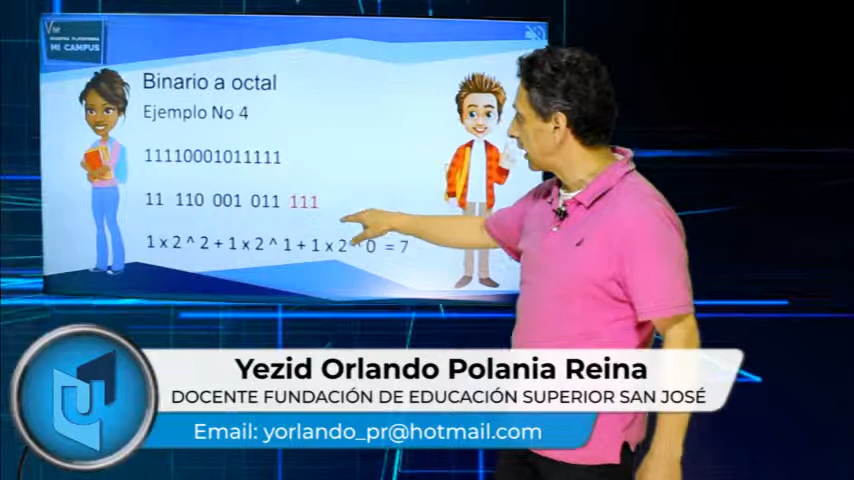 MI CAMPUS
Binario a octal
Ejemplo No 4
11110001011111
11 110 001 011 111
1 x 2 ^ 2 + 1 x 2 ^ 1 + 1 x 2 ^ 0 = 7
Yezid Orlando Polania Reina
DOCENTE FUNDACIÓN DE EDUCACIÓN SUPERIOR SAN JOSÉ
Email: yorlando_pr@hotmail.com